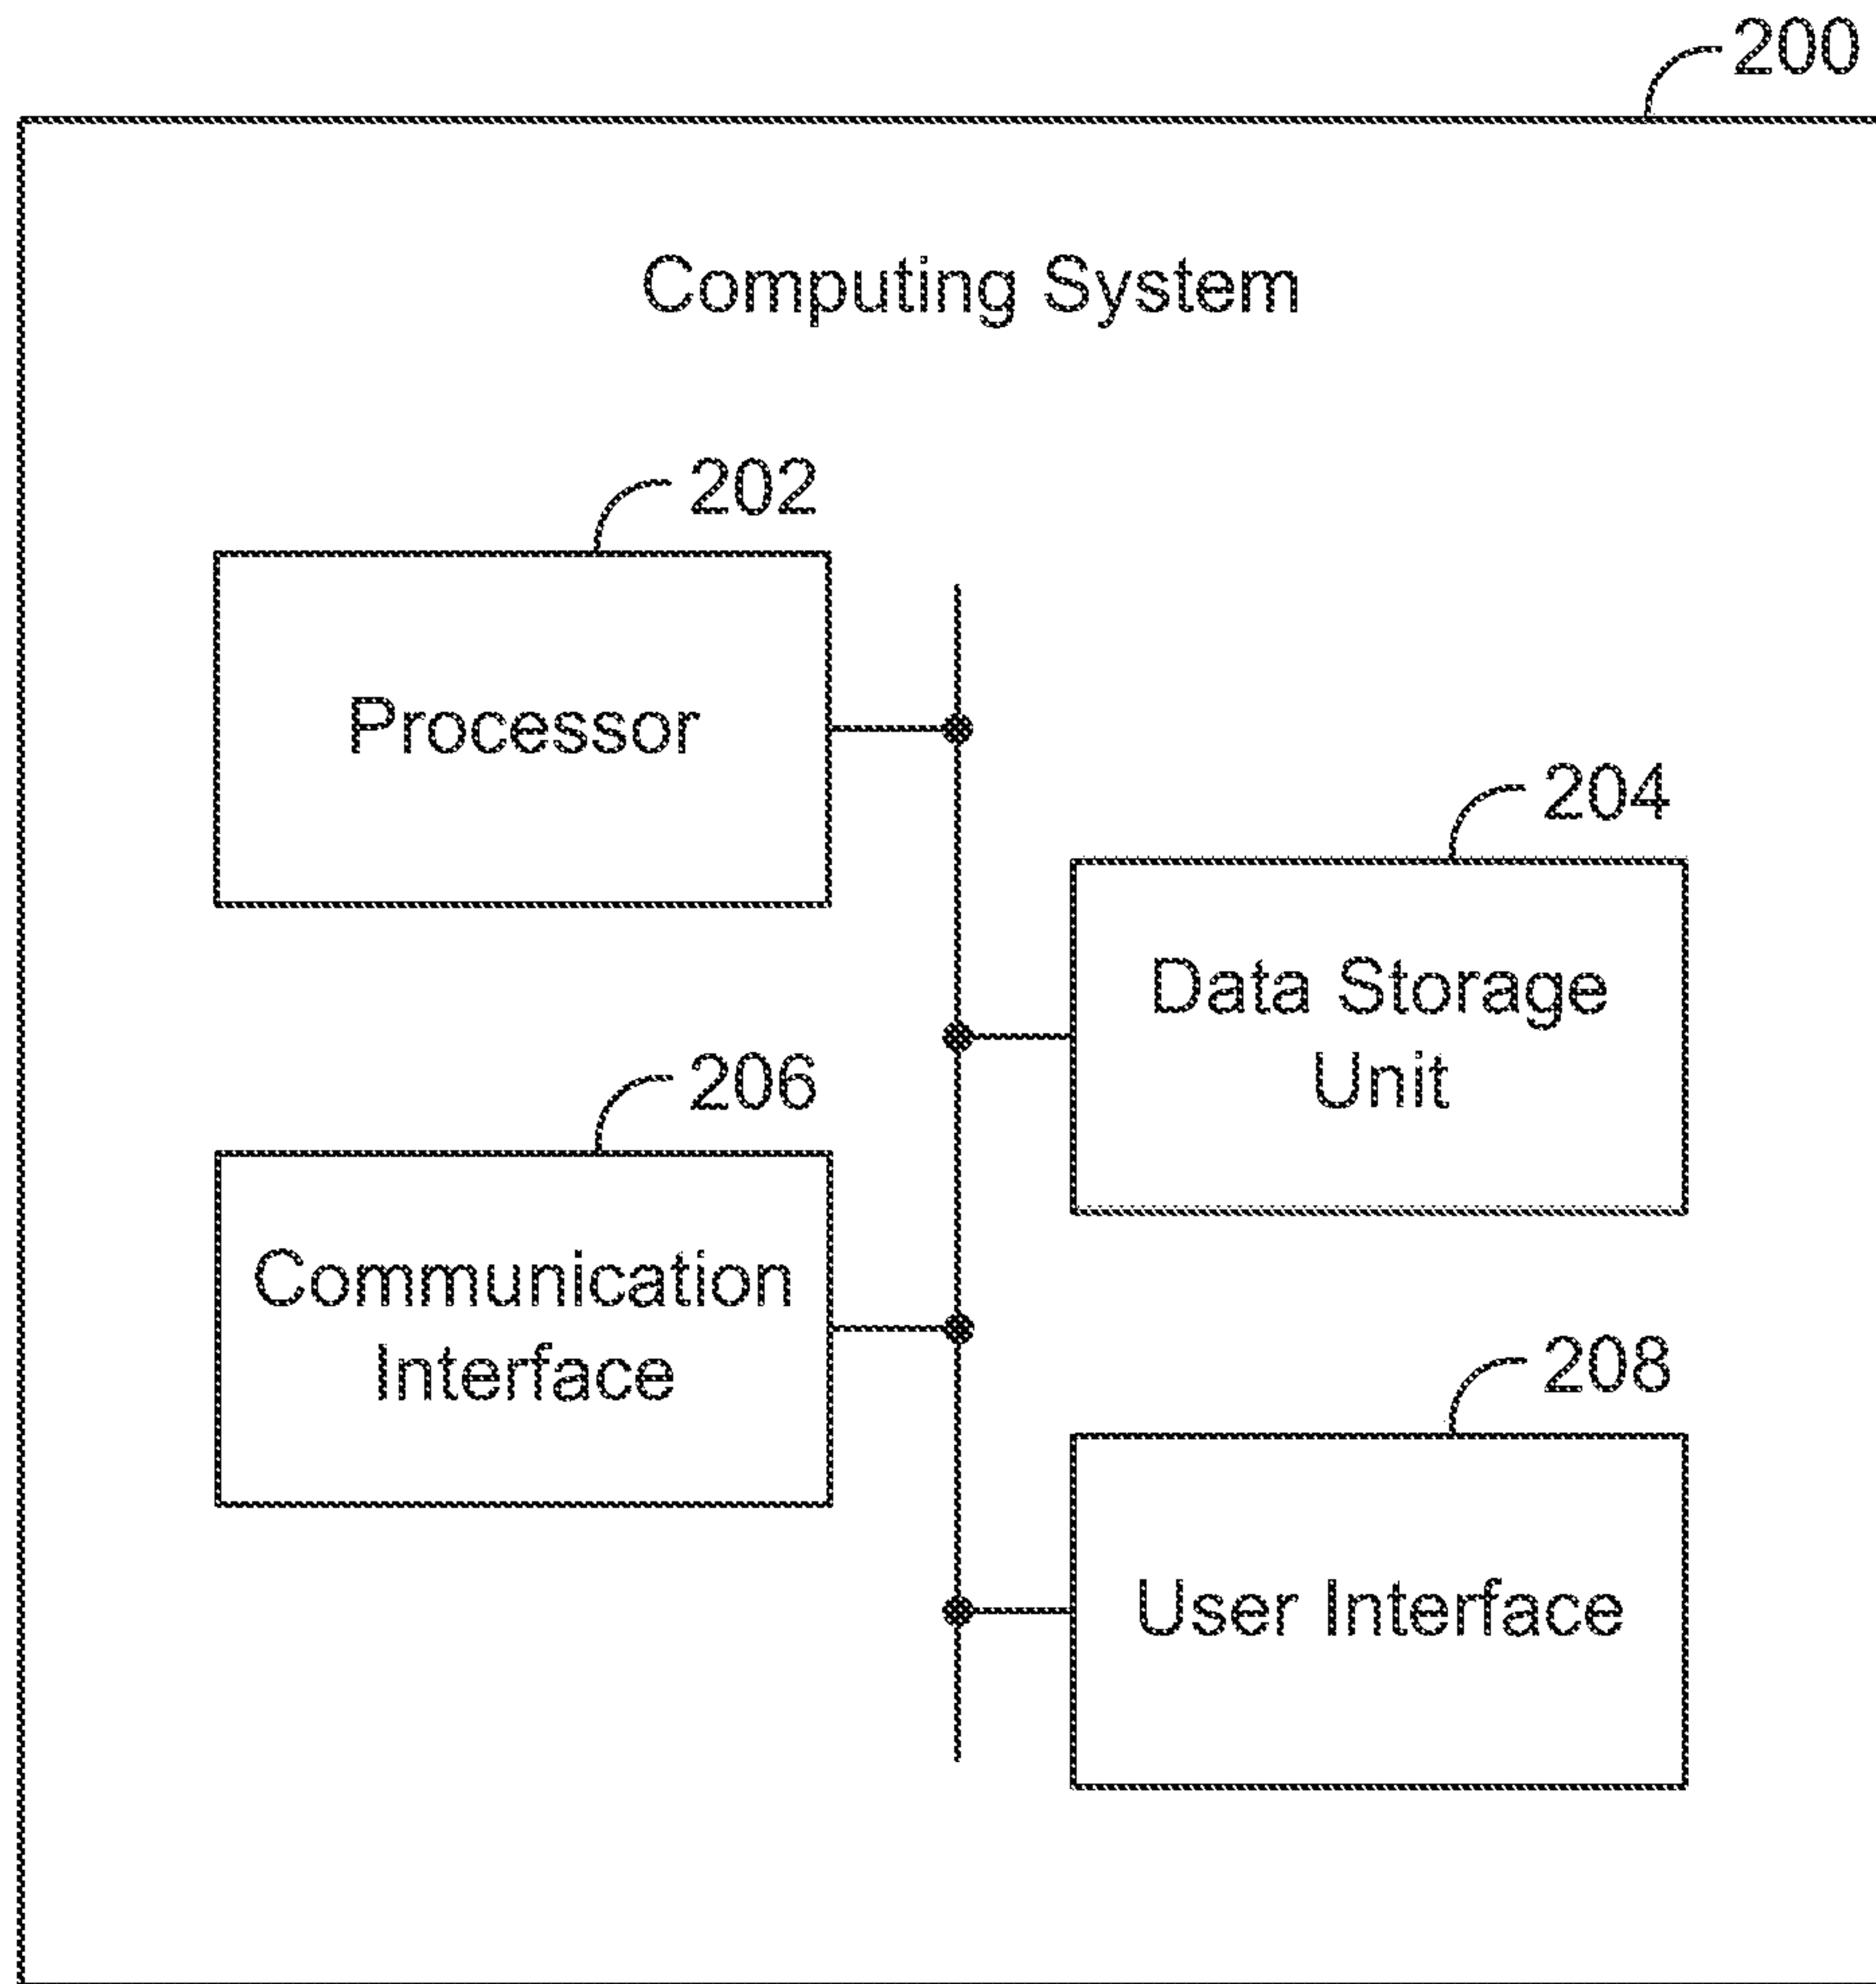 200
Computing System
202
Processor
204
Data Storage
Unit
206
Communication
Interface
208
User Interface